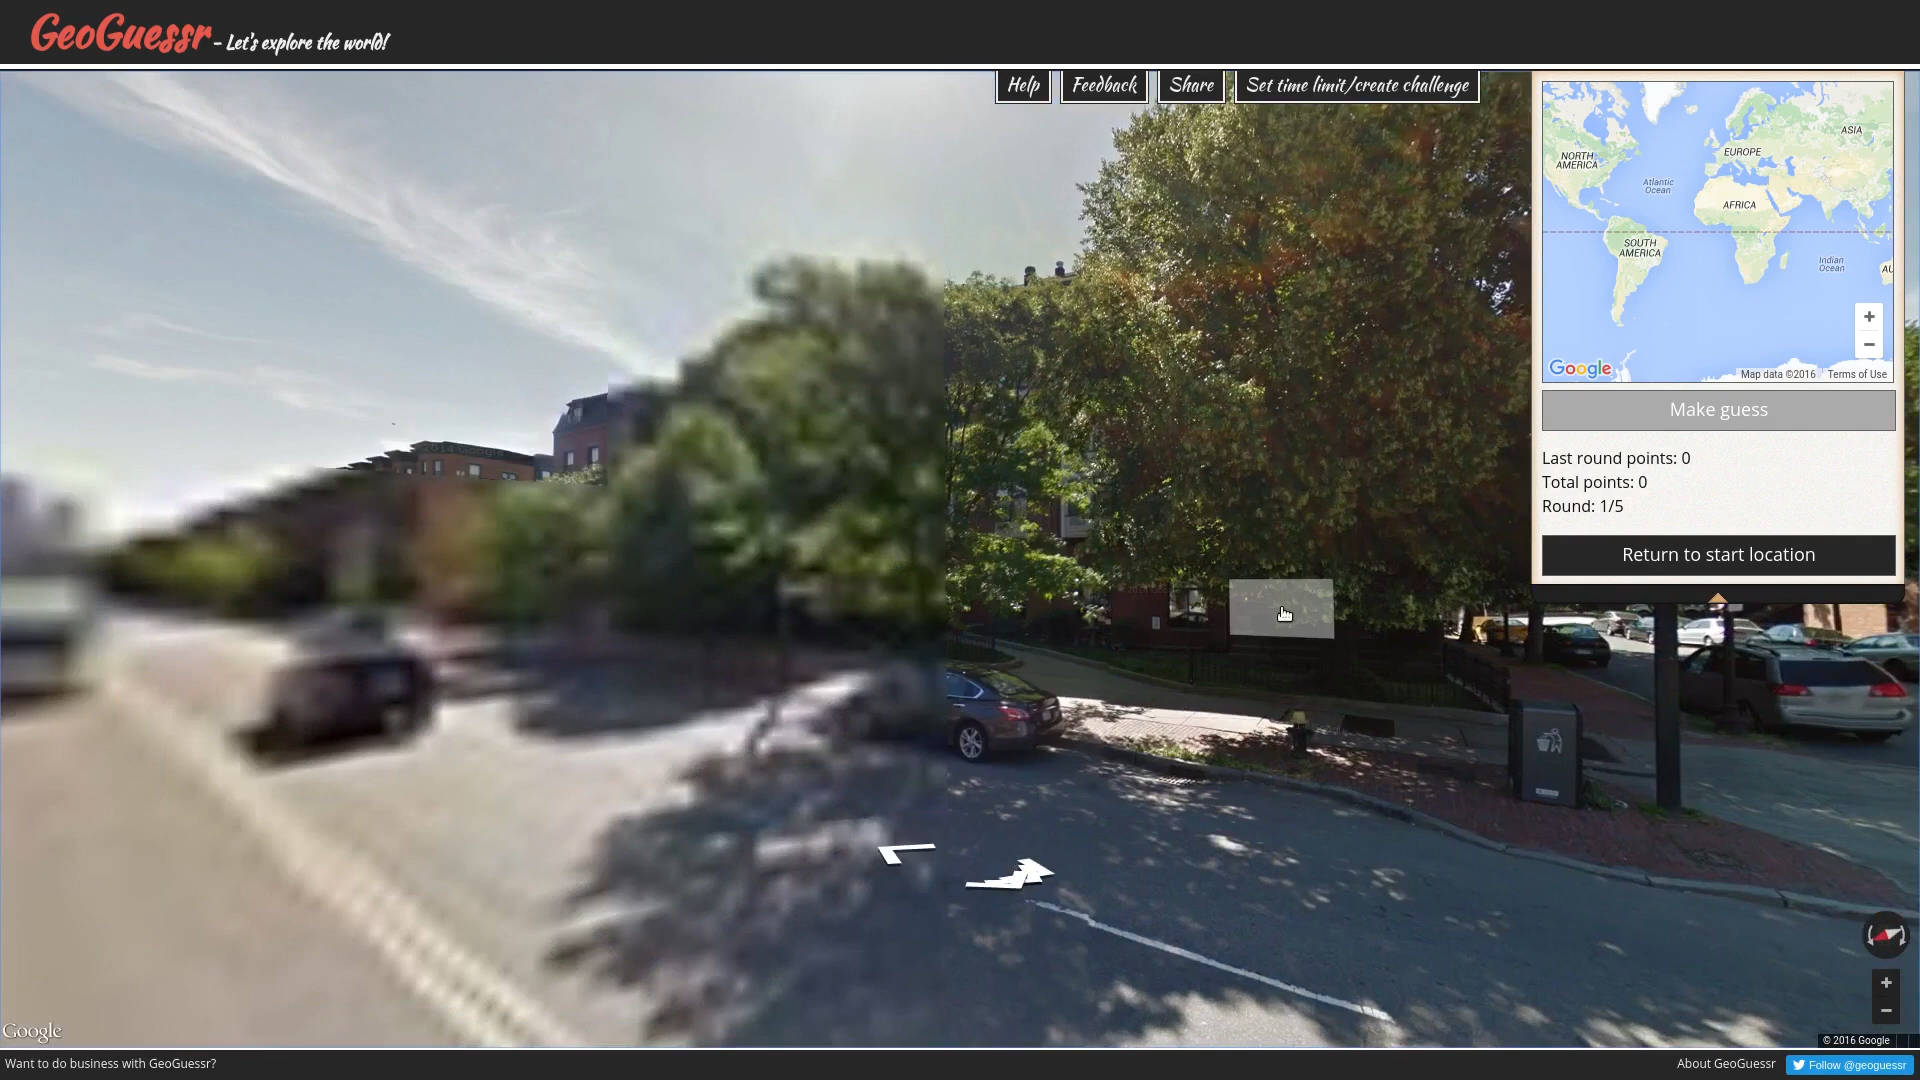 GeoGuessr - Let's explore the world!
Help
Feedback
Share
Set time limit/create challenge
NORTH
AMERICA
Atlantic
Ocean
EUROPE
ASIA
AFRICA
SOUTH
AMERICA
Indian
Ocean
AU
+
−
Google
Map data ©2016
Terms of Use
Make guess
Last round points: 0
Total points: 0
Round: 1/5
Return to start location
+
−
Google
© 2016 Google
Want to do business with GeoGuessr?
About GeoGuessr
Follow @geoguessr